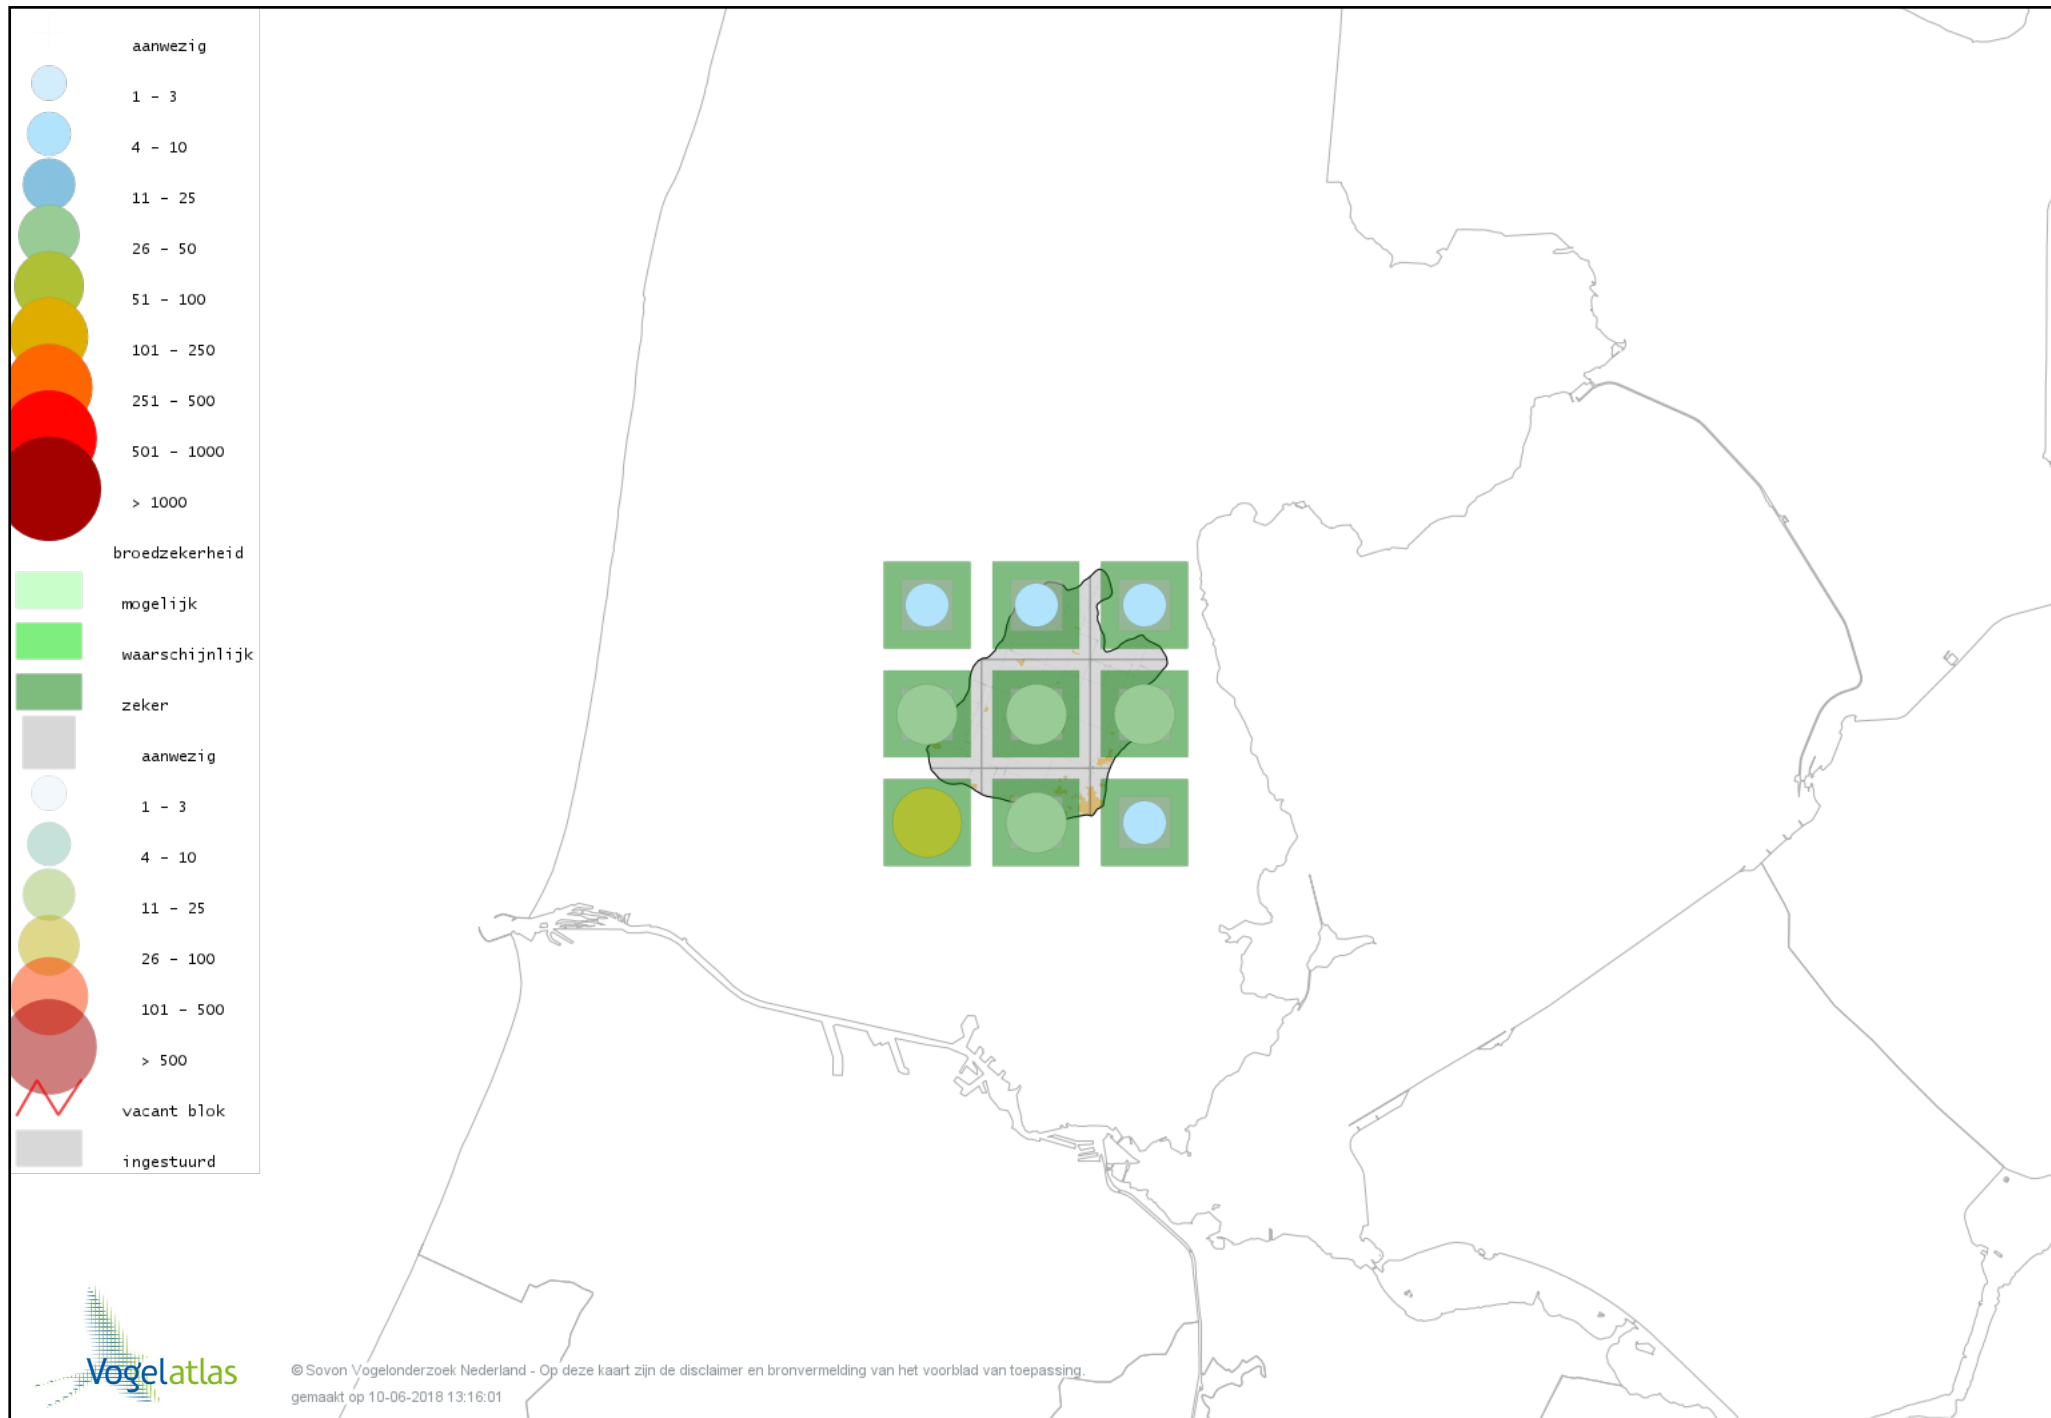 aanwezig
1 - 3
4 - 10
11 - 25
26 - 50
51 - 100
101 - 250
251 - 500
501 - 1000
> 1000
broedzekerheid
mogelijk
waarschijnlijk
zeker
aanwezig
1 - 3
4 - 10
11 - 25
26 - 100
101 - 500
> 500
vacant blok
ingestuurd
Vogelatlas
© Sovon Vogelonderzoek Nederland - Op deze kaart zijn de disclaimer en bronvermelding van het voorblad van toepassing.
gemaakt op 10-06-2018 13:16:01